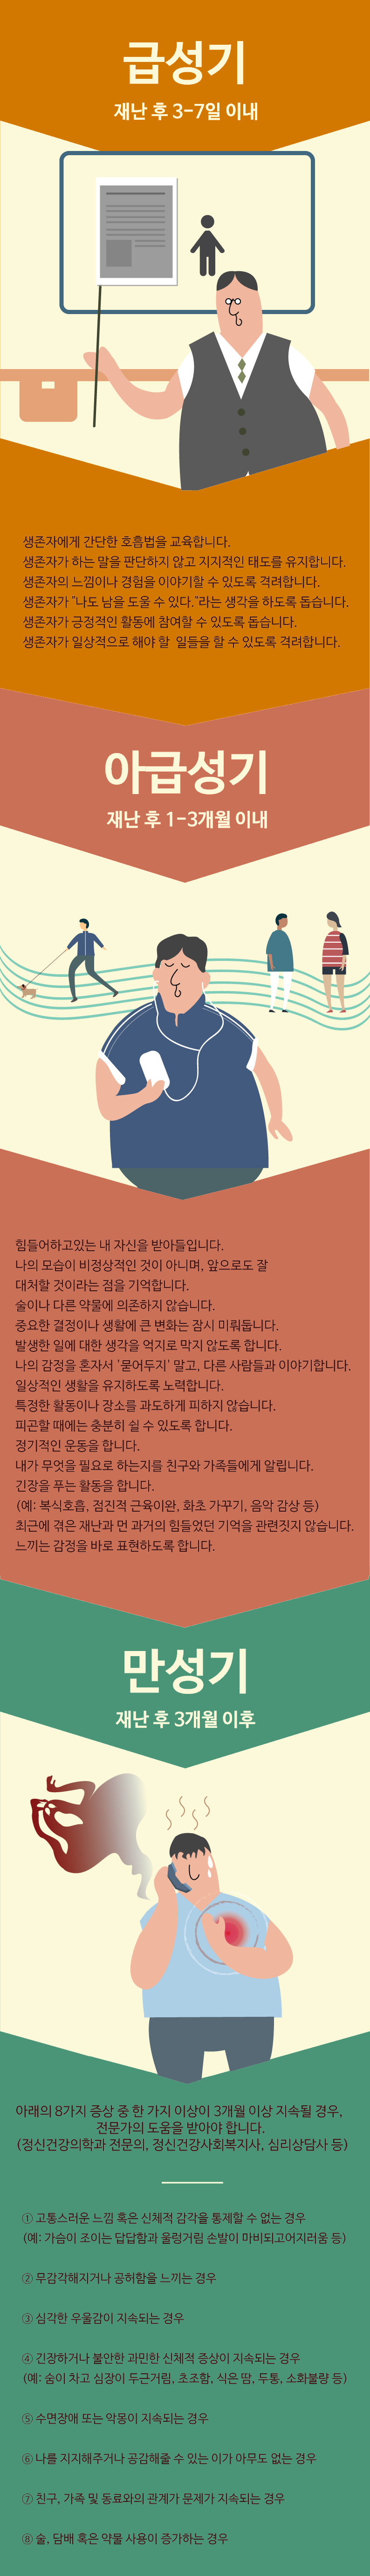 급성기
재난 후 3-7일 이내
생존자에게 간단한 호흡법을 교육합니다.
생존자가 하는 말을 판단하지 않고 지지적인 태도를 유지합니다.
생존자의 느낌이나 경험을 이야기할 수 있도록 격려합니다.
생존자가 "나도 남을 도울 수 있다."라는 생각을 하도록 돕습니다.
생존자가 긍정적인 활동에 참여할 수 있도록 돕습니다.
생존자가 일상적으로 해야 할 일들을 할 수 있도록 격려합니다.
아급성기
재난 후 1-3개월 이내
힘들어하고있는 내 자신을 받아들입니다.
나의 모습이 비정상적인 것이 아니며, 앞으로도 잘
대처할 것이라는 점을 기억합니다.
술이나 다른 약물에 의존하지 않습니다.
중요한 결정이나 생활에 큰 변화는 잠시 미뤄둡니다.
발생한 일에 대한 생각을 억지로 막지 않도록 합니다.
나의 감정을 혼자서 '묻어두지' 말고, 다른 사람들과 이야기합니다.
일상적인 생활을 유지하도록 노력합니다.
특정한 활동이나 장소를 과도하게 피하지 않습니다.
피곤할 때에는 충분히 쉴 수 있도록 합니다.
정기적인 운동을 합니다.
내가 무엇을 필요로 하는지를 친구와 가족들에게 알립니다.
긴장을 푸는 활동을 합니다.
(예: 복식호흡, 점진적 근육이완, 화초 가꾸기, 음악 감상 등)
최근에 겪은 재난과 먼 과거의 힘들었던 기억을 관련짓지 않습니다.
느끼는 감정을 바로 표현하도록 합니다.
만성기
재난 후 3개월 이후
아래의 8가지 증상 중 한 가지 이상이 3개월 이상 지속될 경우,
전문가의 도움을 받아야 합니다.
(정신건강의학과 전문의, 정신건강사회복지사, 심리상담사 등)
① 고통스러운 느낌 혹은 신체적 감각을 통제할 수 없는 경우
(예: 가슴이 조이는 답답함과 울렁거림 손발이 마비되고어지러움 등)
② 무감각해지거나 공허함을 느끼는 경우
③ 심각한 우울감이 지속되는 경우
④ 긴장하거나 불안한 과민한 신체적 증상이 지속되는 경우
(예: 숨이 차고 심장이 두근거림, 초조함, 식은 땀, 두통, 소화불량 등)
⑤ 수면장애 또는 악몽이 지속되는 경우
⑥ 나를 지지해주거나 공감해줄 수 있는 이가 아무도 없는 경우
⑦ 친구, 가족 및 동료와의 관계가 문제가 지속되는 경우
⑧ 술, 담배 혹은 약물 사용이 증가하는 경우